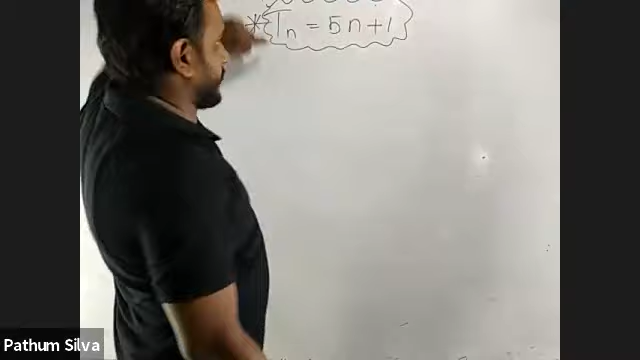 * Tn = 5n+1
Pathum Silva